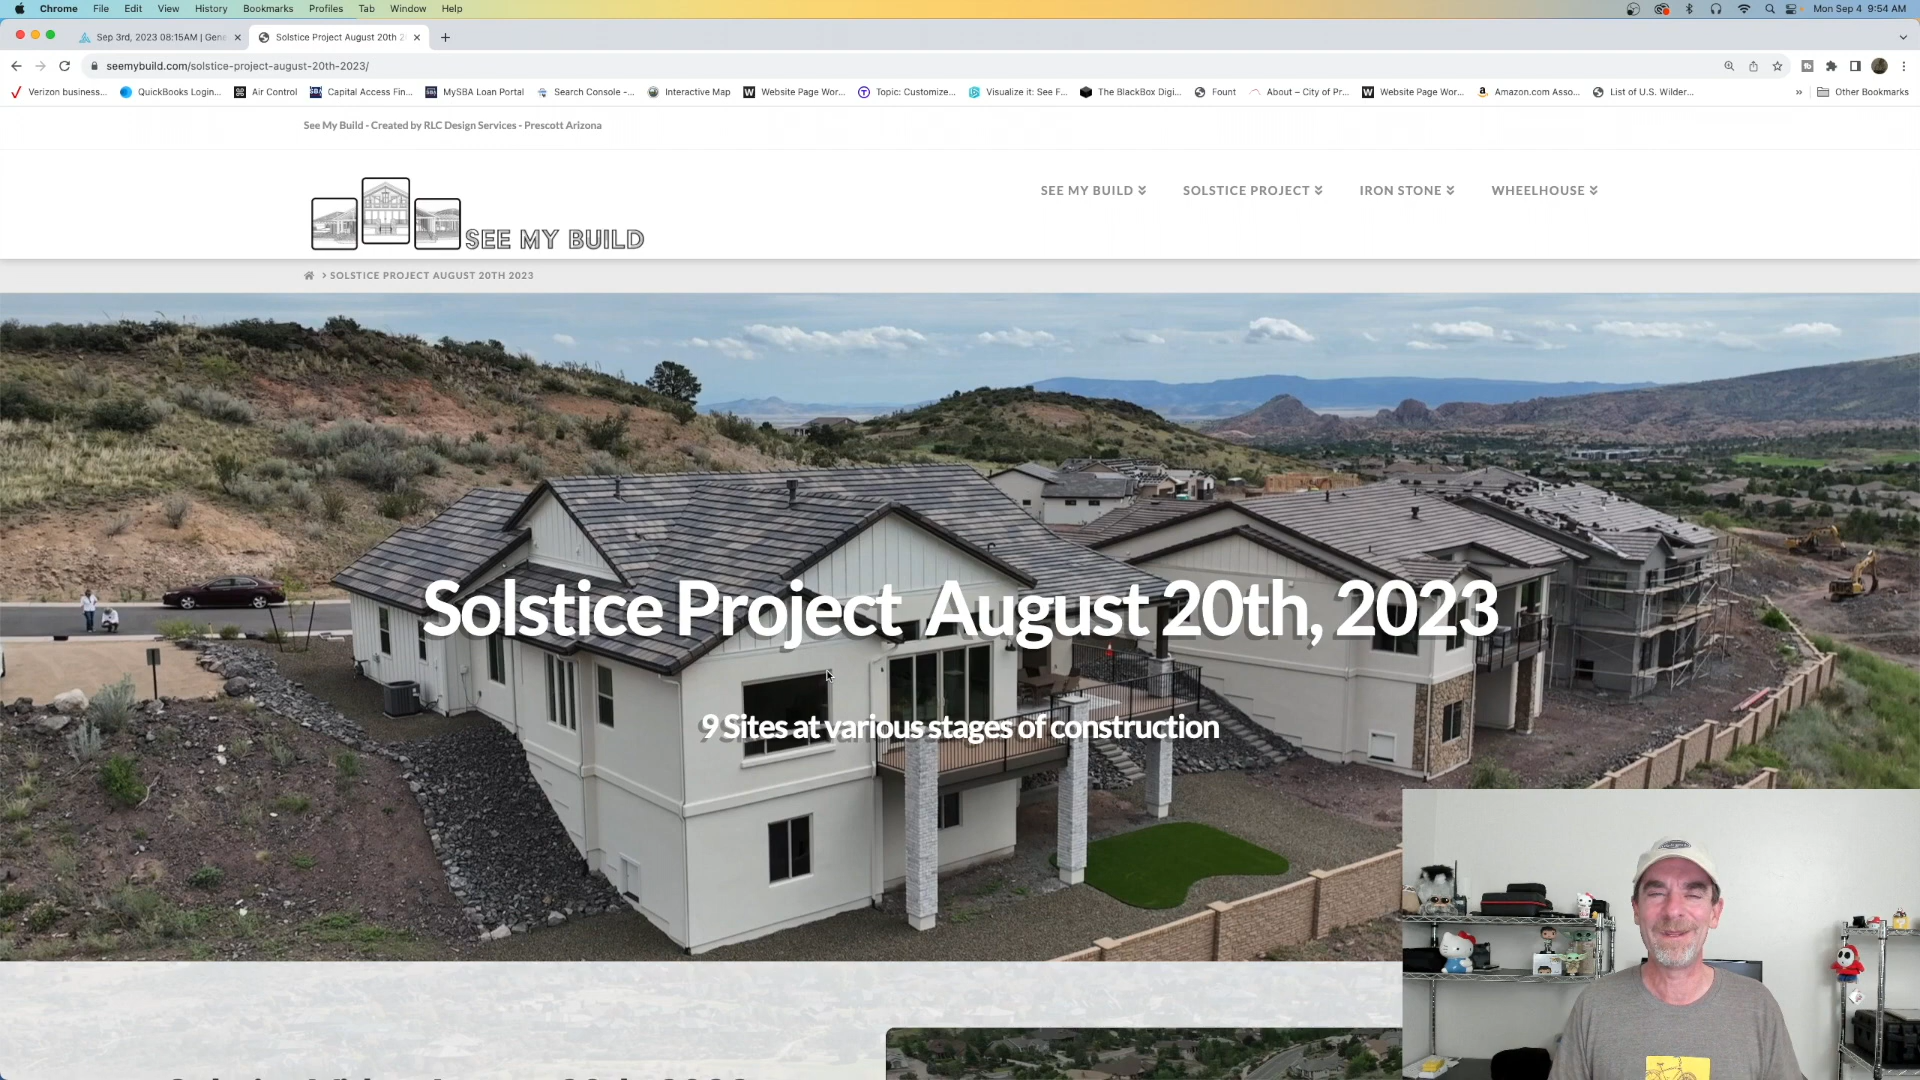 Chrome File Edit View History Bookmarks Profiles Tab Window Help Mon Sep 4 9:54 AM
Sep 3rd, 2023 08:15AM | Gene Solstice Project August 20th 2
seemybuild.com/solstice-project-august-20th-2023/
Verizon business... QuickBooks Login... Air Control Capital Access Fin... MySBA Loan Portal Search Console -... Interactive Map Website Page Wor... Topic: Customize... Visualize it: See F... The BlackBox Digi... Fount About – City of Pr... Website Page Wor... Amazon.com Asso... List of U.S. Wilder... » Other Bookmarks
See My Build - Created by RLC Design Services - Prescott Arizona
SEE MY BUILD
SEE MY BUILD SOLSTICE PROJECT IRON STONE WHEELHOUSE
SOLSTICE PROJECT AUGUST 20TH 2023
Solstice Project August 20th, 2023
9 Sites at various stages of construction